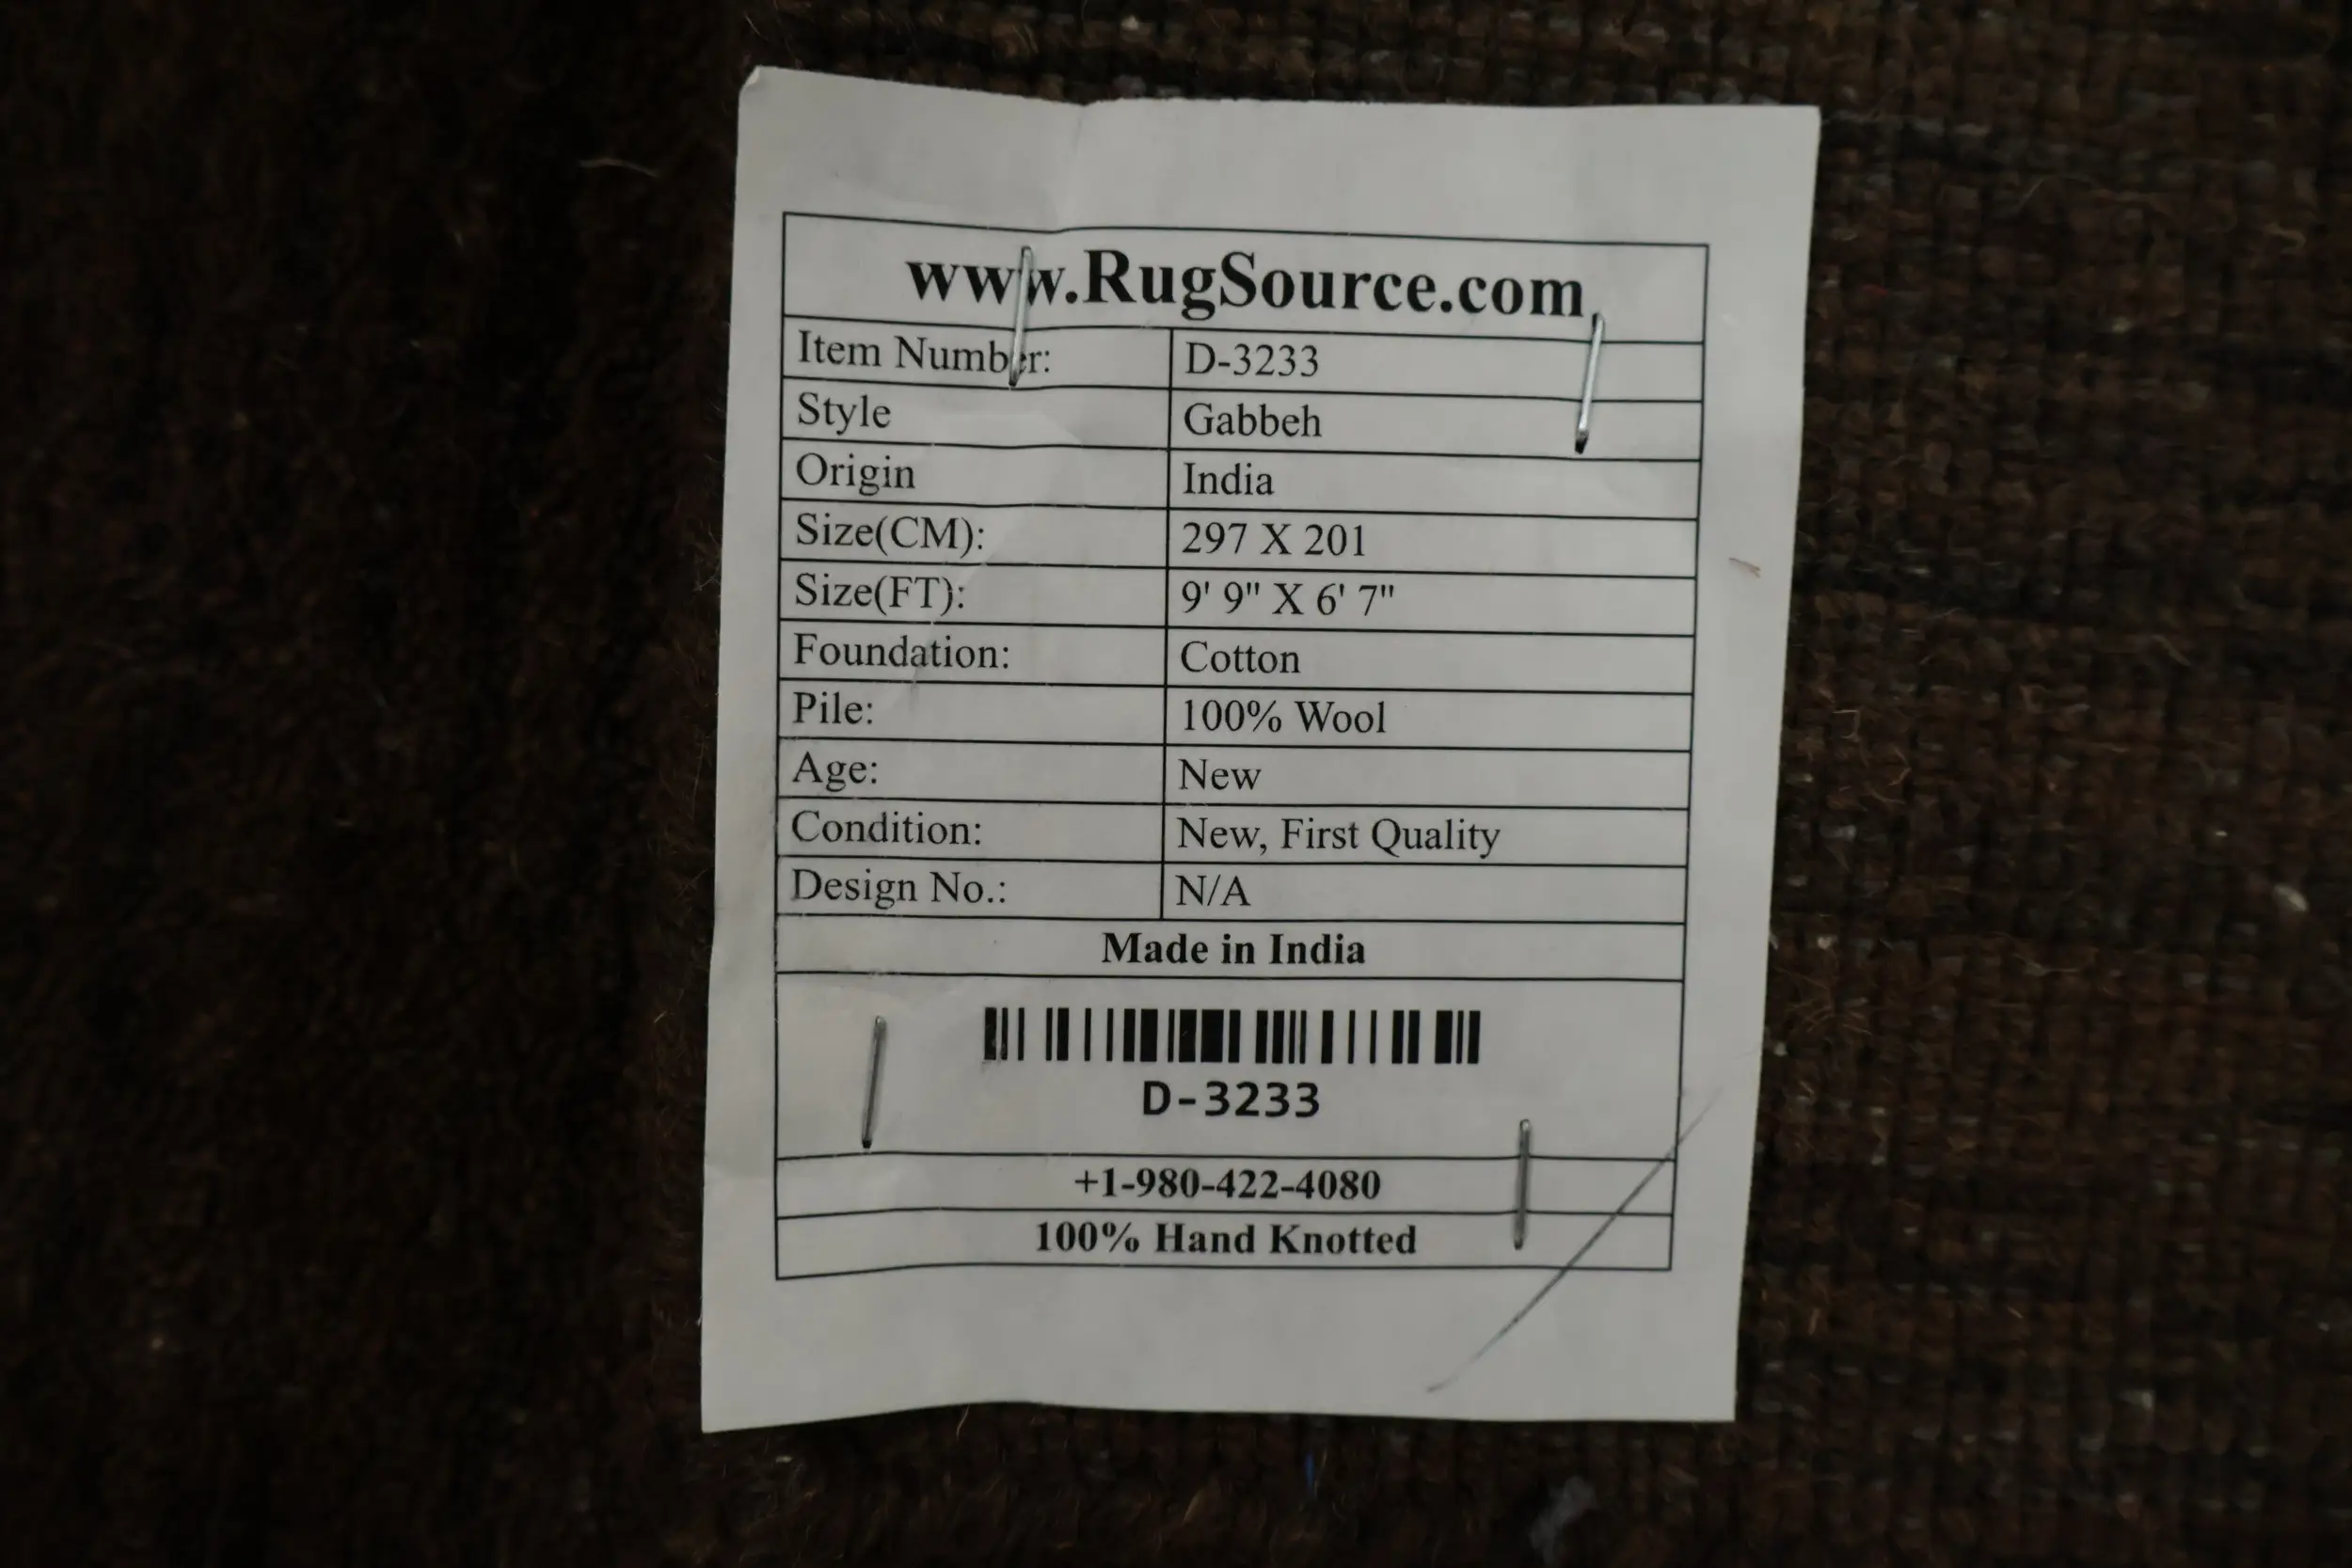 www.RugSource.com
Item Number: D-3233
Style Gabbeh
Origin India
Size(CM): 297 X 201
Size(FT): 9' 9" X 6' 7"
Foundation: Cotton
Pile: 100% Wool
Age: New
Condition: New, First Quality
Design No.: N/A
Made in India
D-3233
+1-980-422-4080
100% Hand Knotted